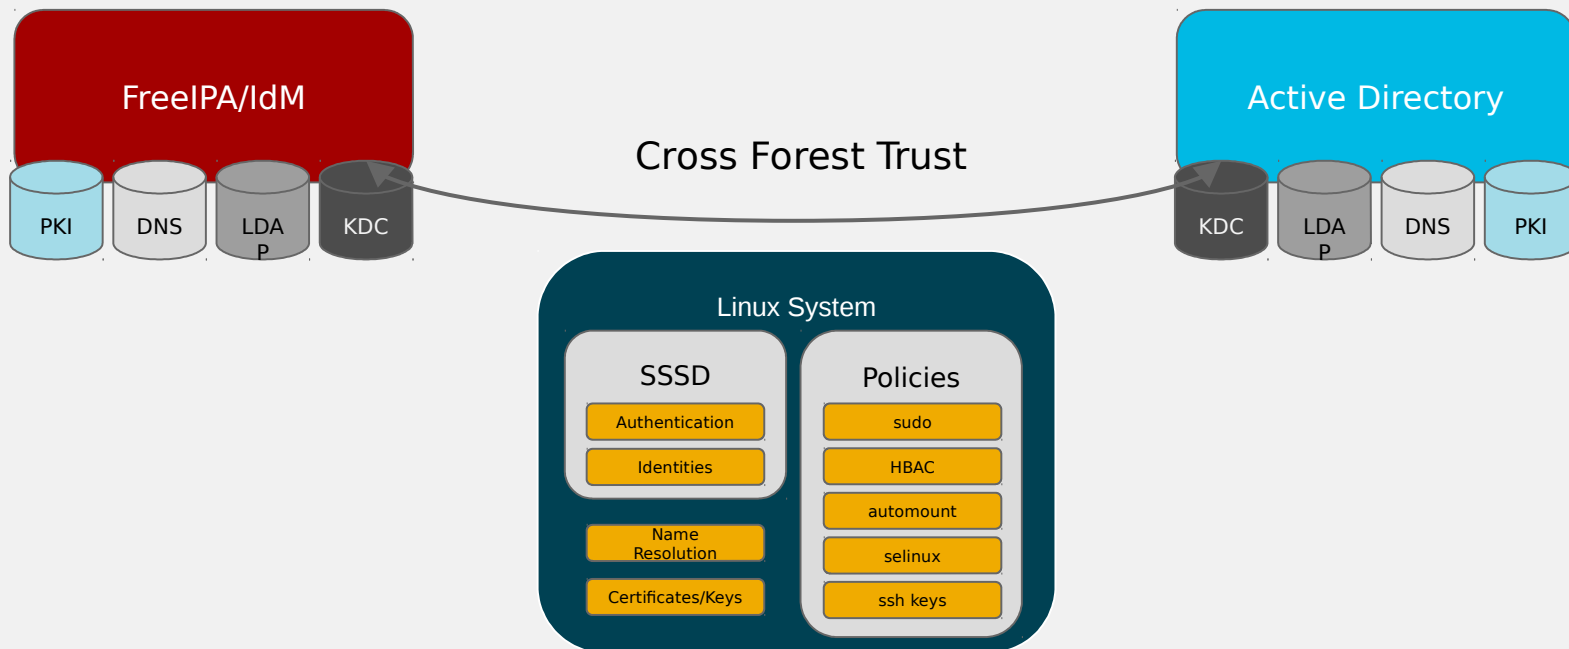 FreeIPA/IdM
Active Directory
Cross Forest Trust
PKI
DNS
LDA
P
KDC
KDC
LDA
P
DNS
PKI
Linux System
SSSD
Authentication
Identities
Name
Resolution
Certificates/Keys
Policies
sudo
HBAC
automount
selinux
ssh keys